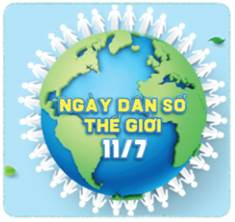 NGÀY DÂN SỐ
THẾ GIỚI
11/7